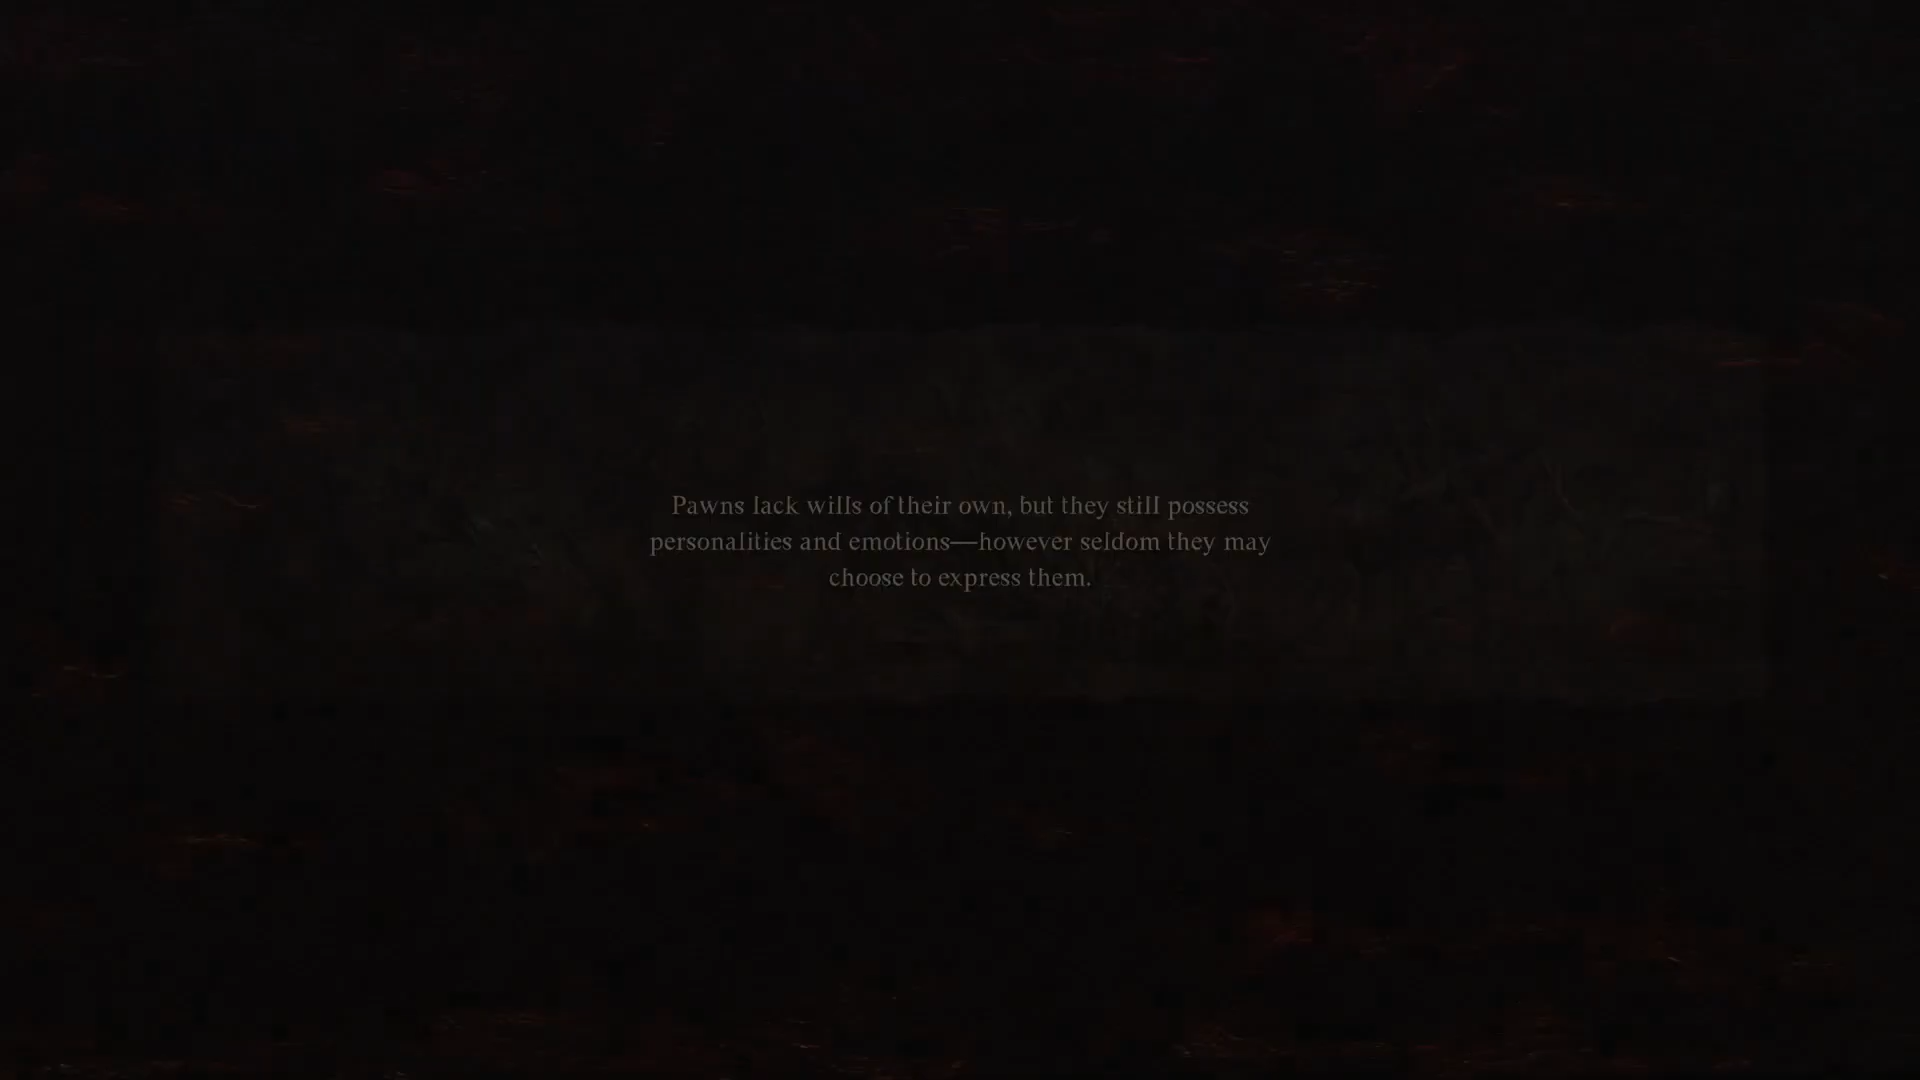 Pawns lack wills of their own, but they still possess
personalities and emotions—however seldom they may
choose to express them.